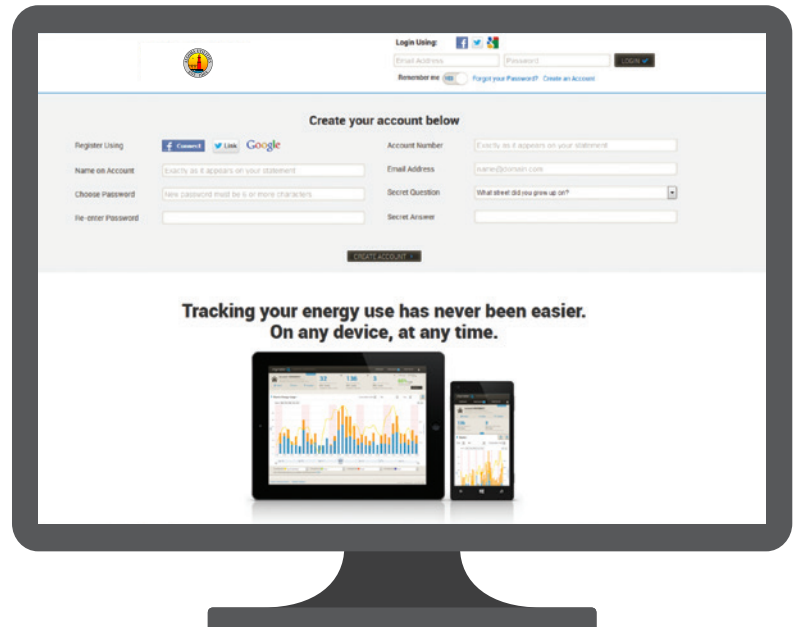 Login Using:
Email Address
Password
LOGIN
Remember me
Forgot your Password? Create an Account
Create your account below
Register Using
Connect
Link
Google
Account Number
Exactly as it appears on your statement
Name on Account
Exactly as it appears on your statement
Email Address
name@domain.com
Choose Password
New password must be 6 or more characters
Secret Question
What street did you grow up on?
Re-enter Password
Secret Answer
CREATE ACCOUNT
Tracking your energy use has never been easier.
On any device, at any time.